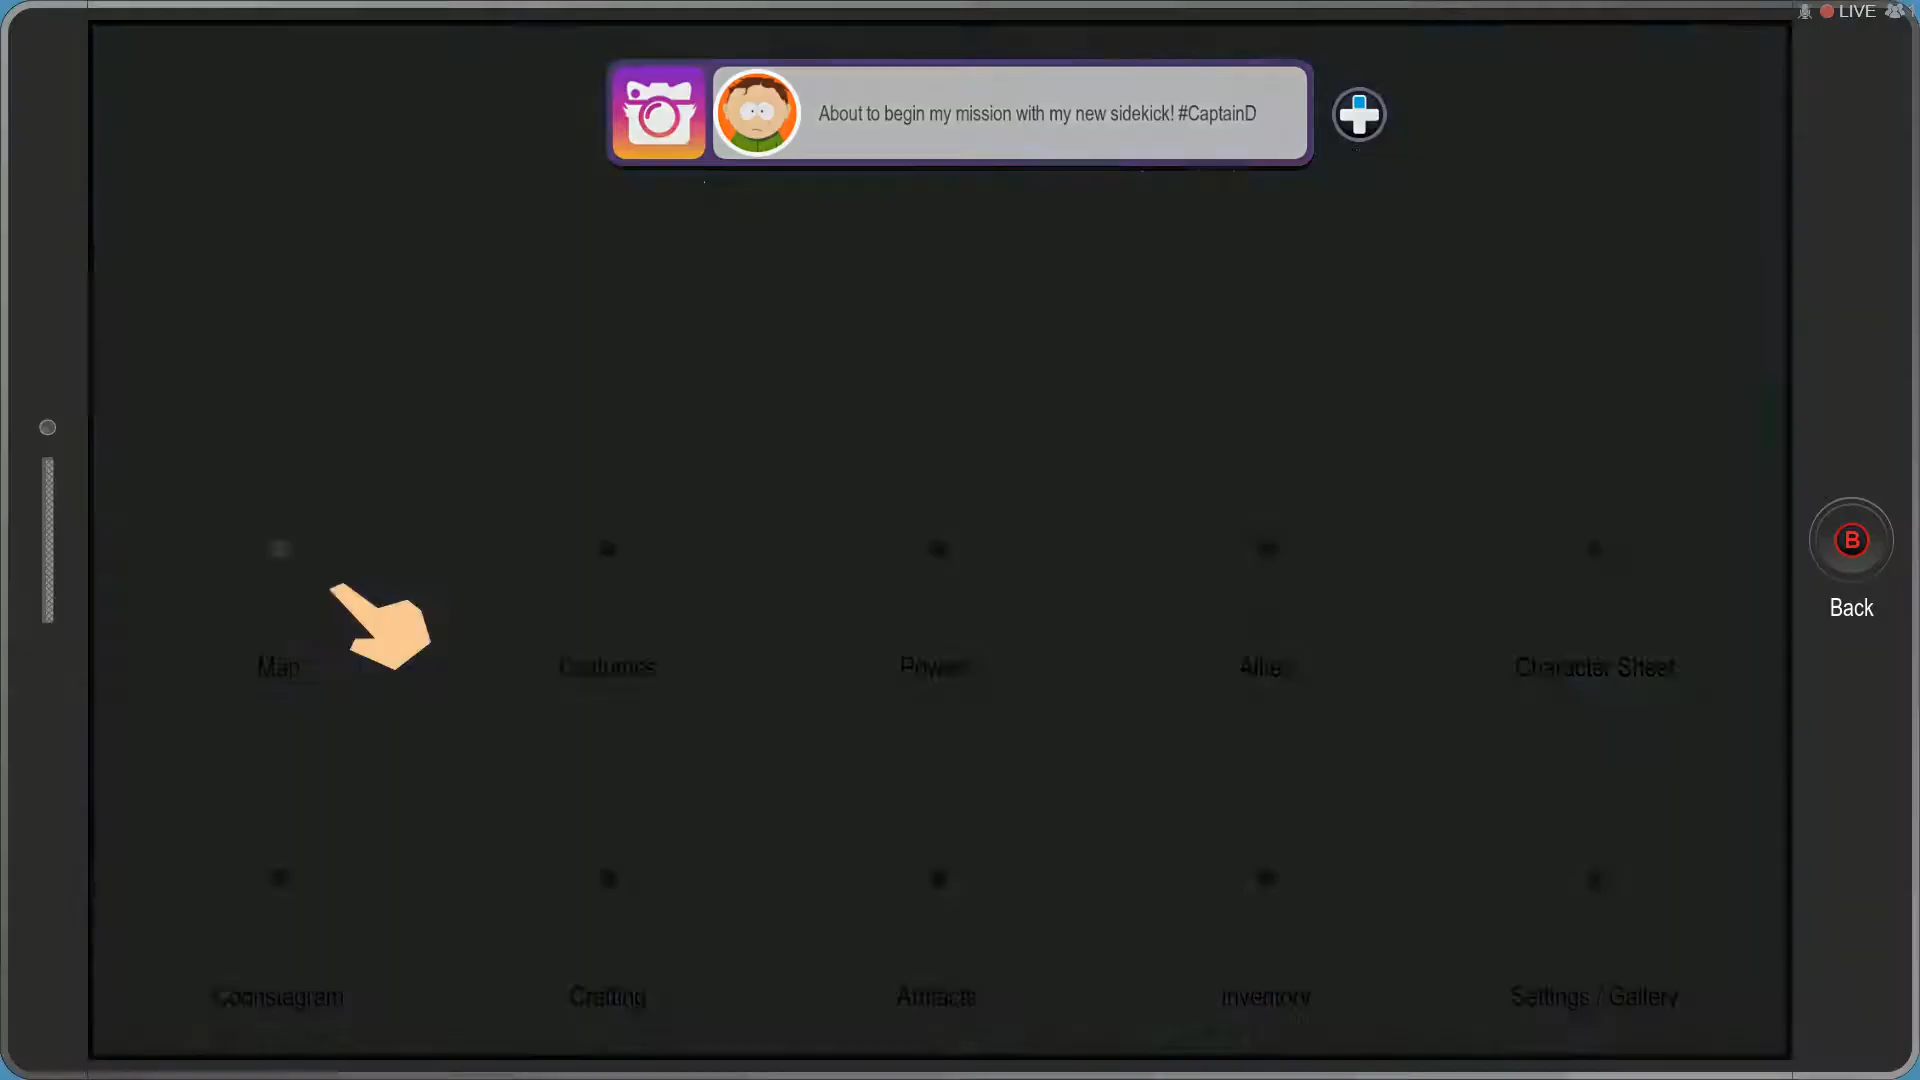 LIVE
About to begin my mission with my new sidekick! #CaptainD
B
Back
Map
Costumes
Powers
Allies
Character Sheet
Coonstagram
Crafting
Artifacts
Inventory
Settings / Gallery